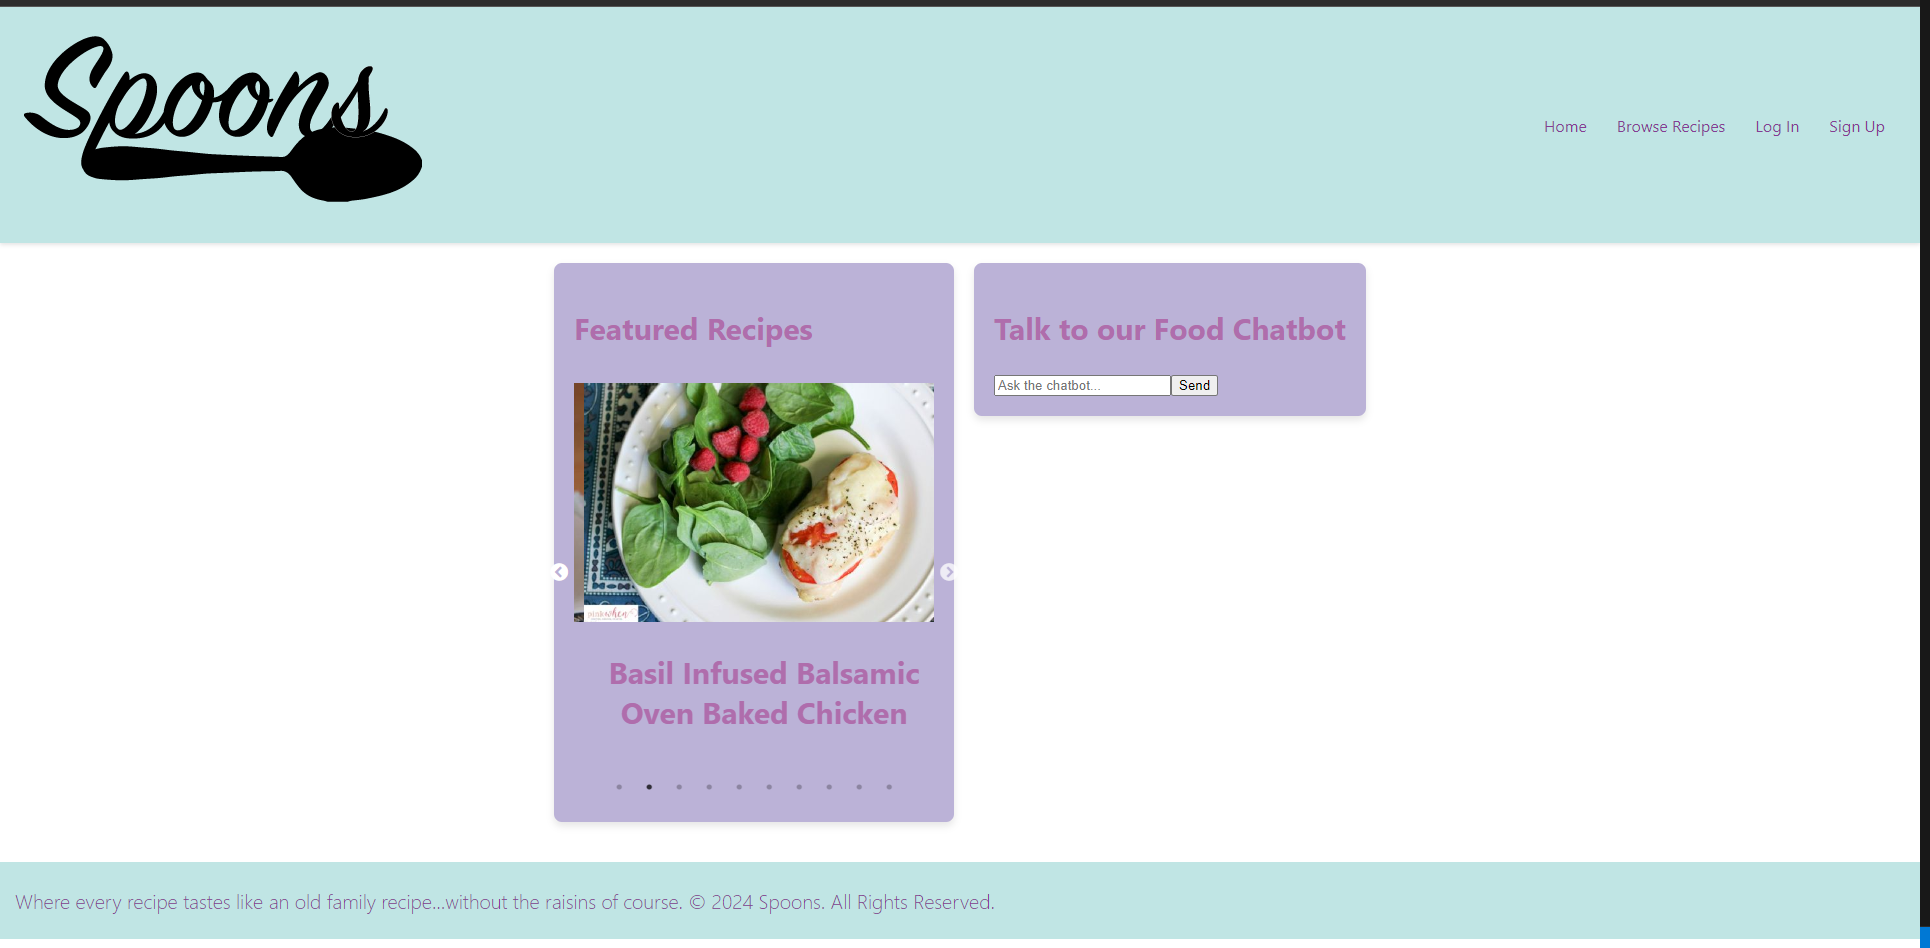 Spoons
Home Browse Recipes Log In Sign Up
Featured Recipes
Basil Infused Balsamic
Oven Baked Chicken
Talk to our Food Chatbot
Ask the chatbot... Send
Where every recipe tastes like an old family recipe...without the raisins of course. © 2024 Spoons. All Rights Reserved.